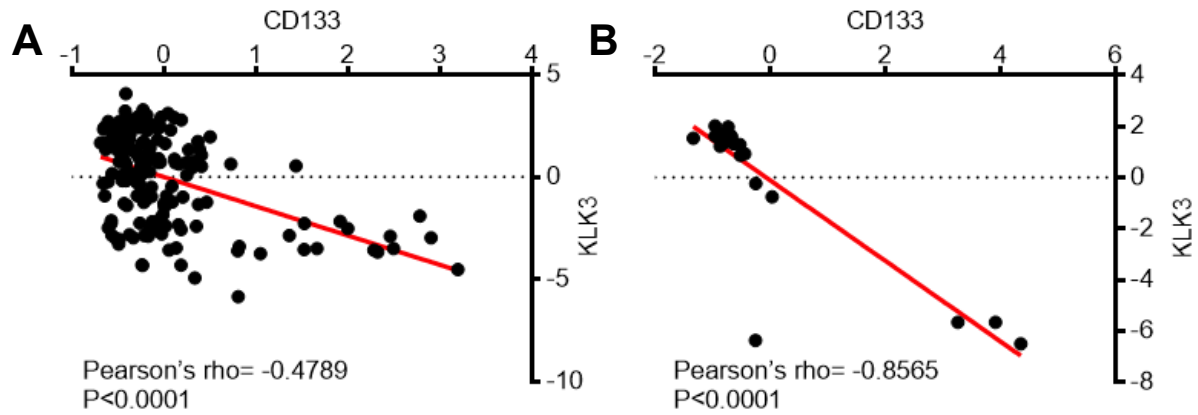 A
CD133
-1 0 1 2 3 4
5
0
-5
-10
KLK3
Pearson's rho= -0.4789
P<0.0001
B
CD133
-2 0 2 4 6
4
2
0
-2
-4
-6
-8
KLK3
Pearson's rho= -0.8565
P<0.0001